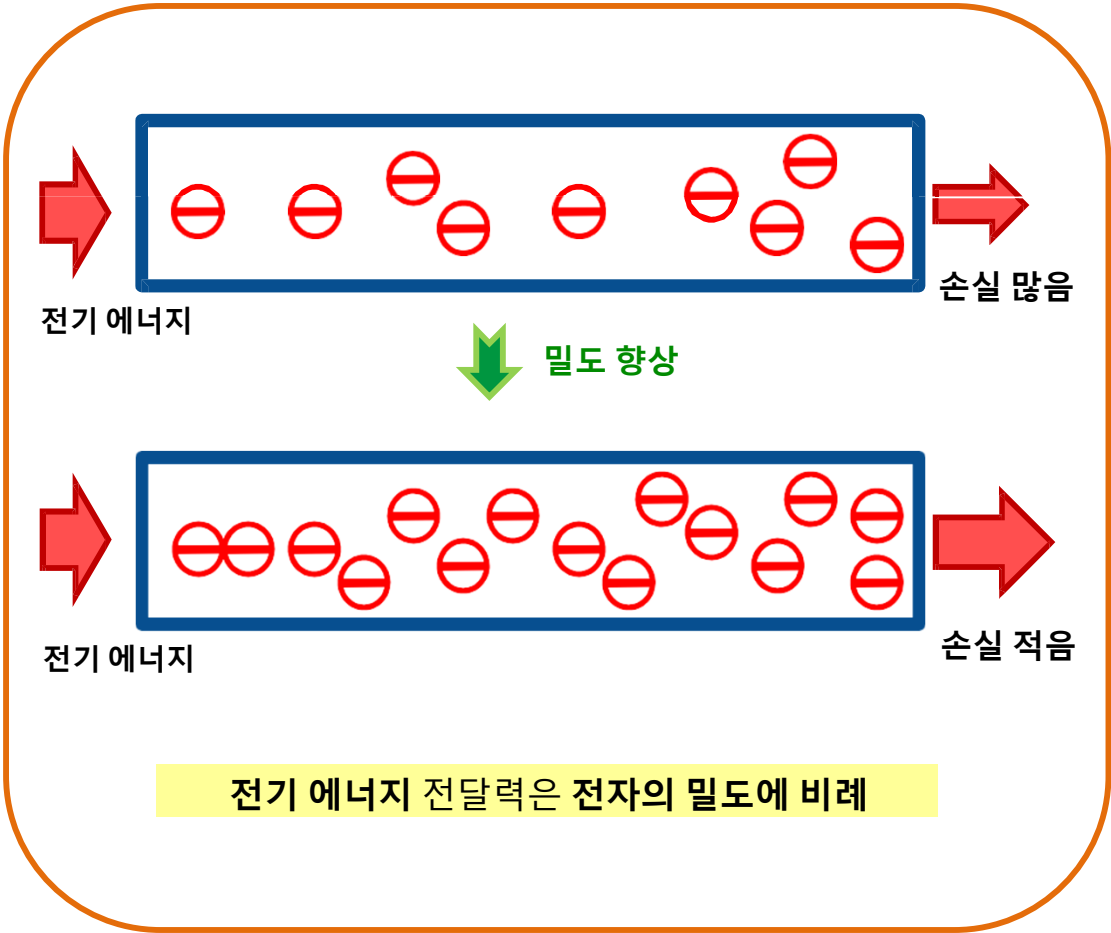 전기 에너지
손실 많음
밀도 향상
전기 에너지
손실 적음
전기 에너지 전달력은 전자의 밀도에 비례